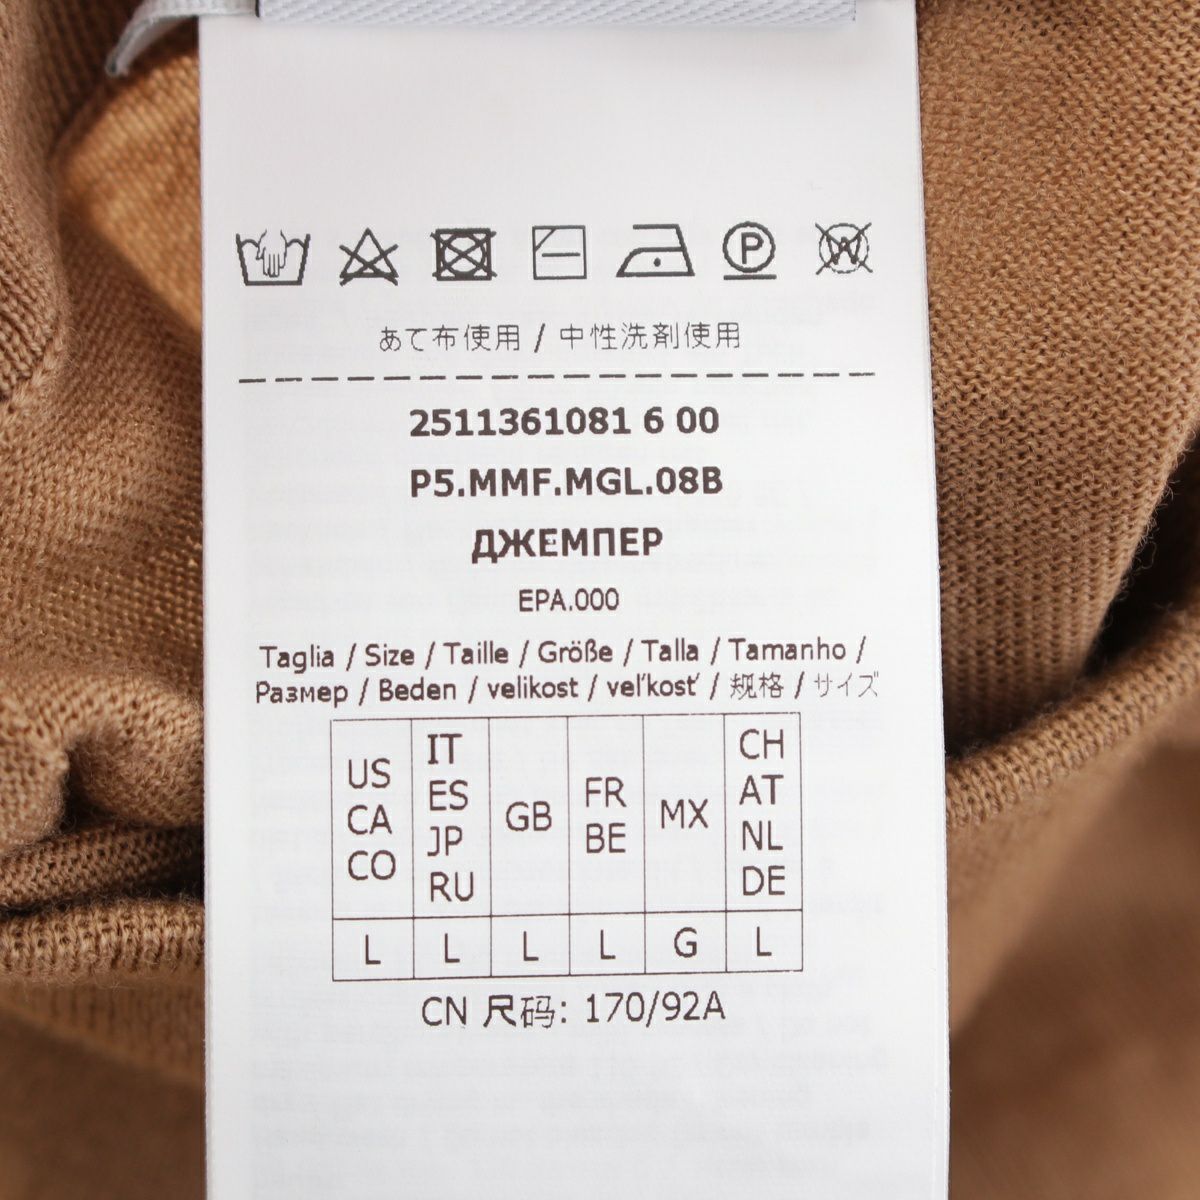 P W
あて布使用 / 中性洗剤使用
2511361081 6 00
P5.MMF.MGL.08B
ДЖЕМПЕР
EPA.000
Taglia / Size / Taille / Größe / Talla / Tamanho /
Размер / Beden / velikost / veľkosť / 规格 / サイズ
US CA CO IT ES JP RU GB FR BE MX CH AT NL DE
L L L L G L
CN 尺码: 170/92A